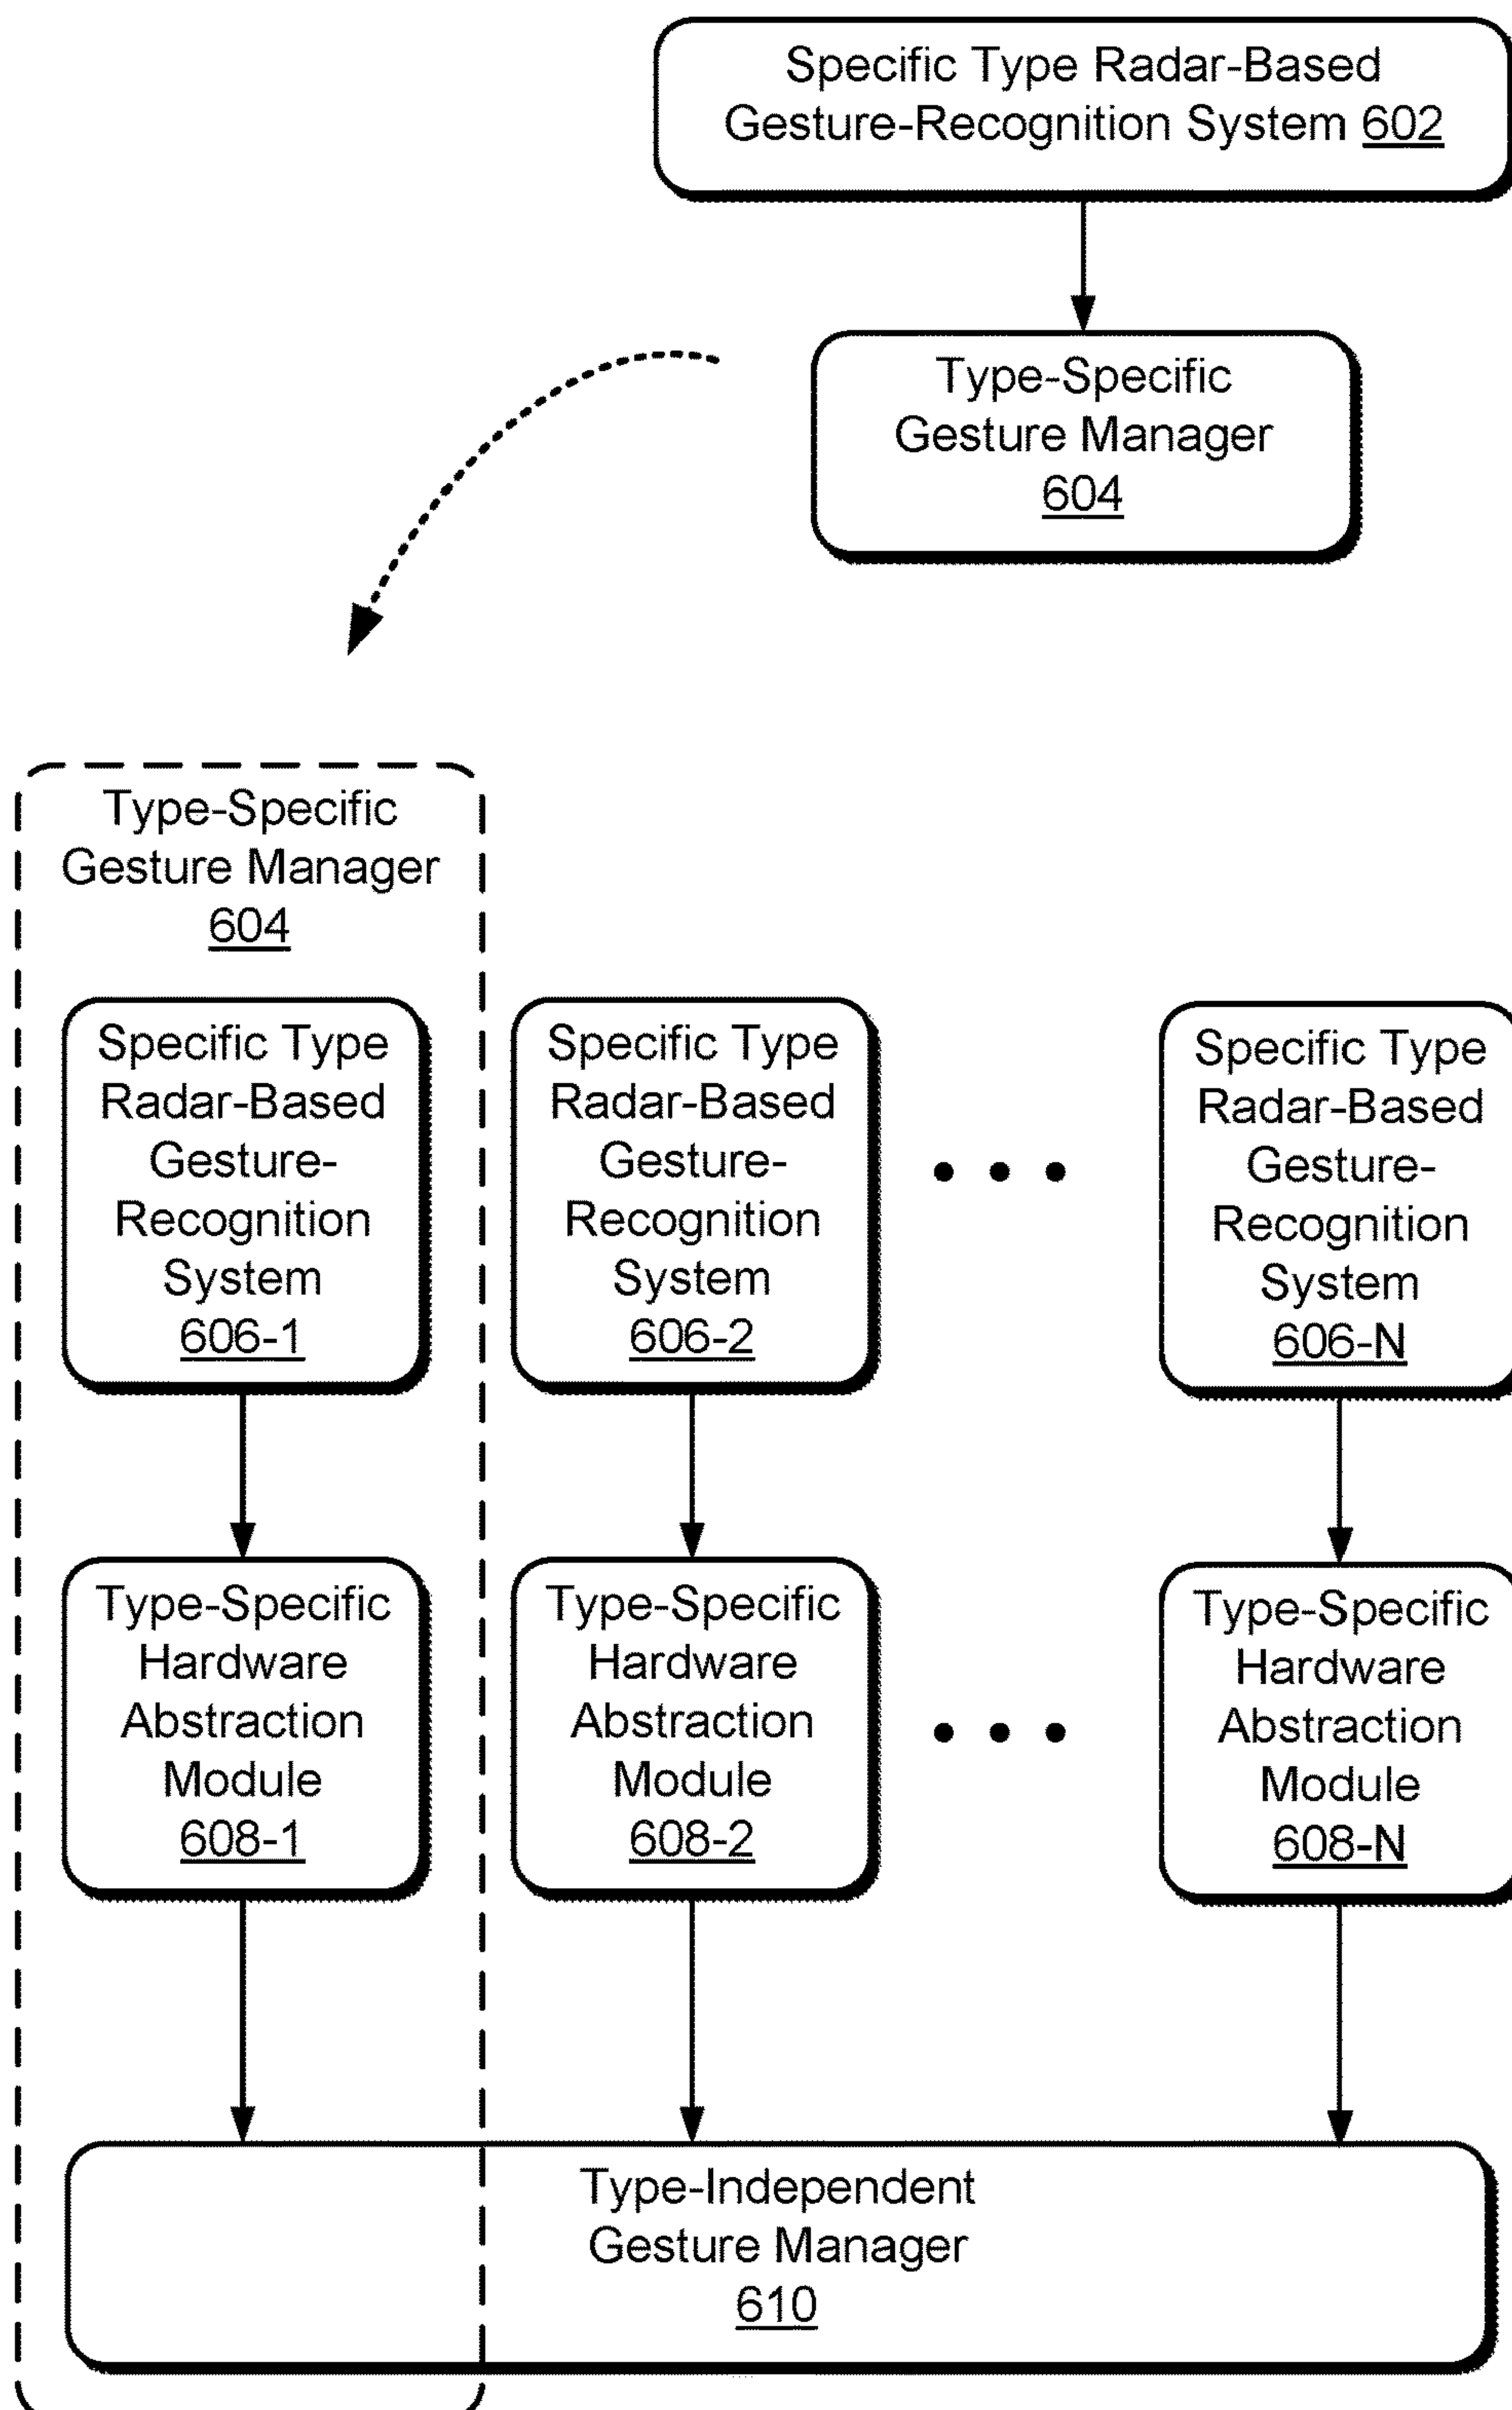 Specific Type Radar-Based
Gesture-Recognition System 602
Type-Specific
Gesture Manager
604
Type-Specific
Gesture Manager
604
Specific Type
Radar-Based
Gesture-
Recognition
System
606-1
Specific Type
Radar-Based
Gesture-
Recognition
System
606-2
Specific Type
Radar-Based
Gesture-
Recognition
System
606-N
Type-Specific
Hardware
Abstraction
Module
608-1
Type-Specific
Hardware
Abstraction
Module
608-2
Type-Specific
Hardware
Abstraction
Module
608-N
Type-Independent
Gesture Manager
610